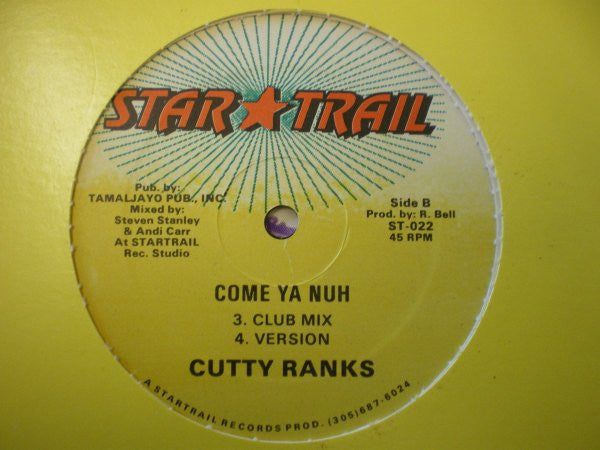 STAR TRAIL
Pub. by:
TAMALJAYO PUB., INC.
Mixed by:
Steven Stanley
& Andi Carr
At STARTRAIL
Rec. Studio
Side B
Prod. by: R. Bell
ST-022
45 RPM
COME YA NUH
3. CLUB MIX
4. VERSION
CUTTY RANKS
A STARTRAIL RECORDS PROD. (305)687-6024